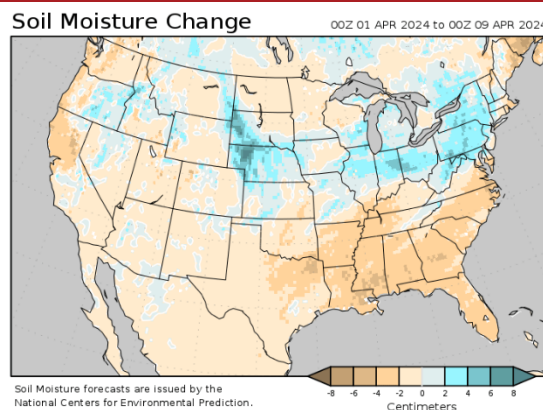 Soil Moisture Change
00Z 01 APR 2024 to 00Z 09 APR 2024
-8 -6 -4 -2 0 2 4 6 8
Soil Moisture forecasts are issued by the
National Centers for Environmental Prediction.
Centimeters